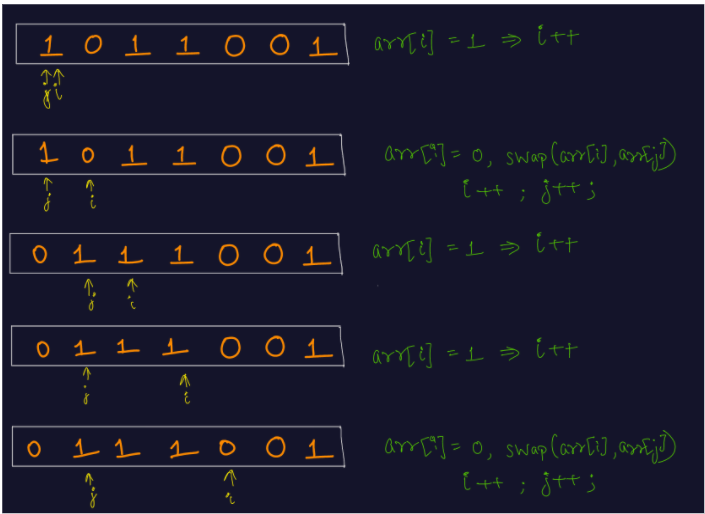 1 0 1 1 0 0 1 arr[i] = 1 ⇒ i++
j i
1 0 1 1 0 0 1 arr[i] = 0, swap(arr[i], arr[j])
j i i++ ; j++ ;
0 1 1 1 0 0 1 arr[i] = 1 ⇒ i++
j i
0 1 1 1 0 0 1 arr[i] = 1 ⇒ i++
j i
0 1 1 1 0 0 1 arr[i] = 0, swap(arr[i], arr[j])
j i i++ ; j++ ;